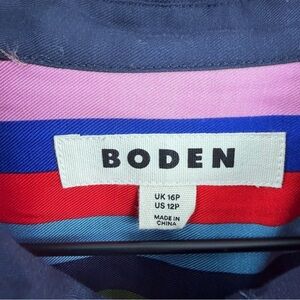 BODEN
UK 16P
US 12P
MADE IN
CHINA